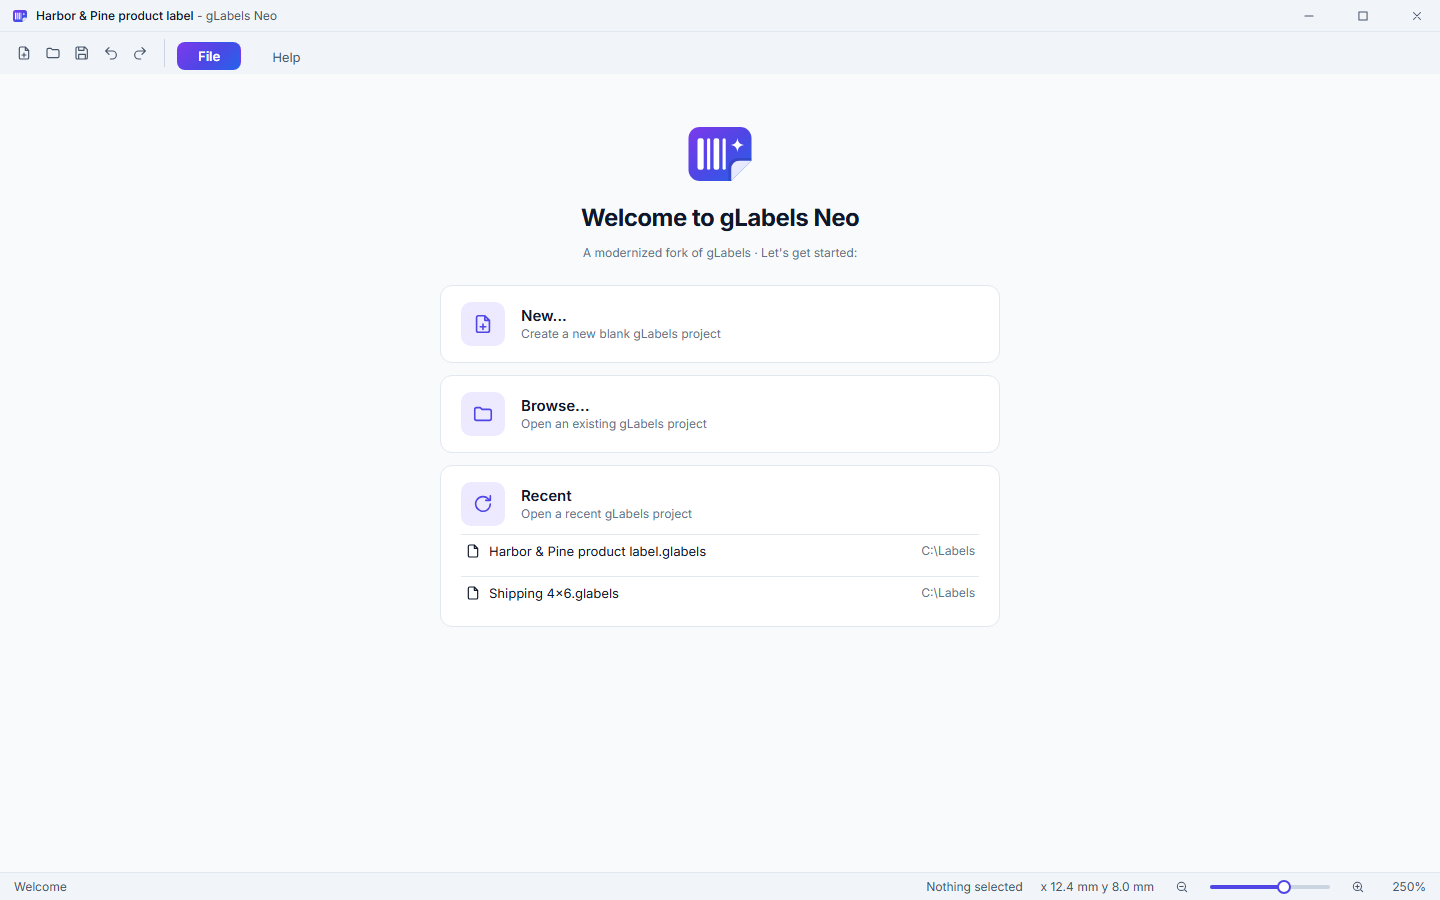 Harbor & Pine product label - gLabels Neo
File
Help
Welcome to gLabels Neo
A modernized fork of gLabels · Let's get started:
New...
Create a new blank gLabels project
Browse...
Open an existing gLabels project
Recent
Open a recent gLabels project
Harbor & Pine product label.glabels C:\Labels
Shipping 4×6.glabels C:\Labels
Welcome Nothing selected x 12.4 mm y 8.0 mm 250%